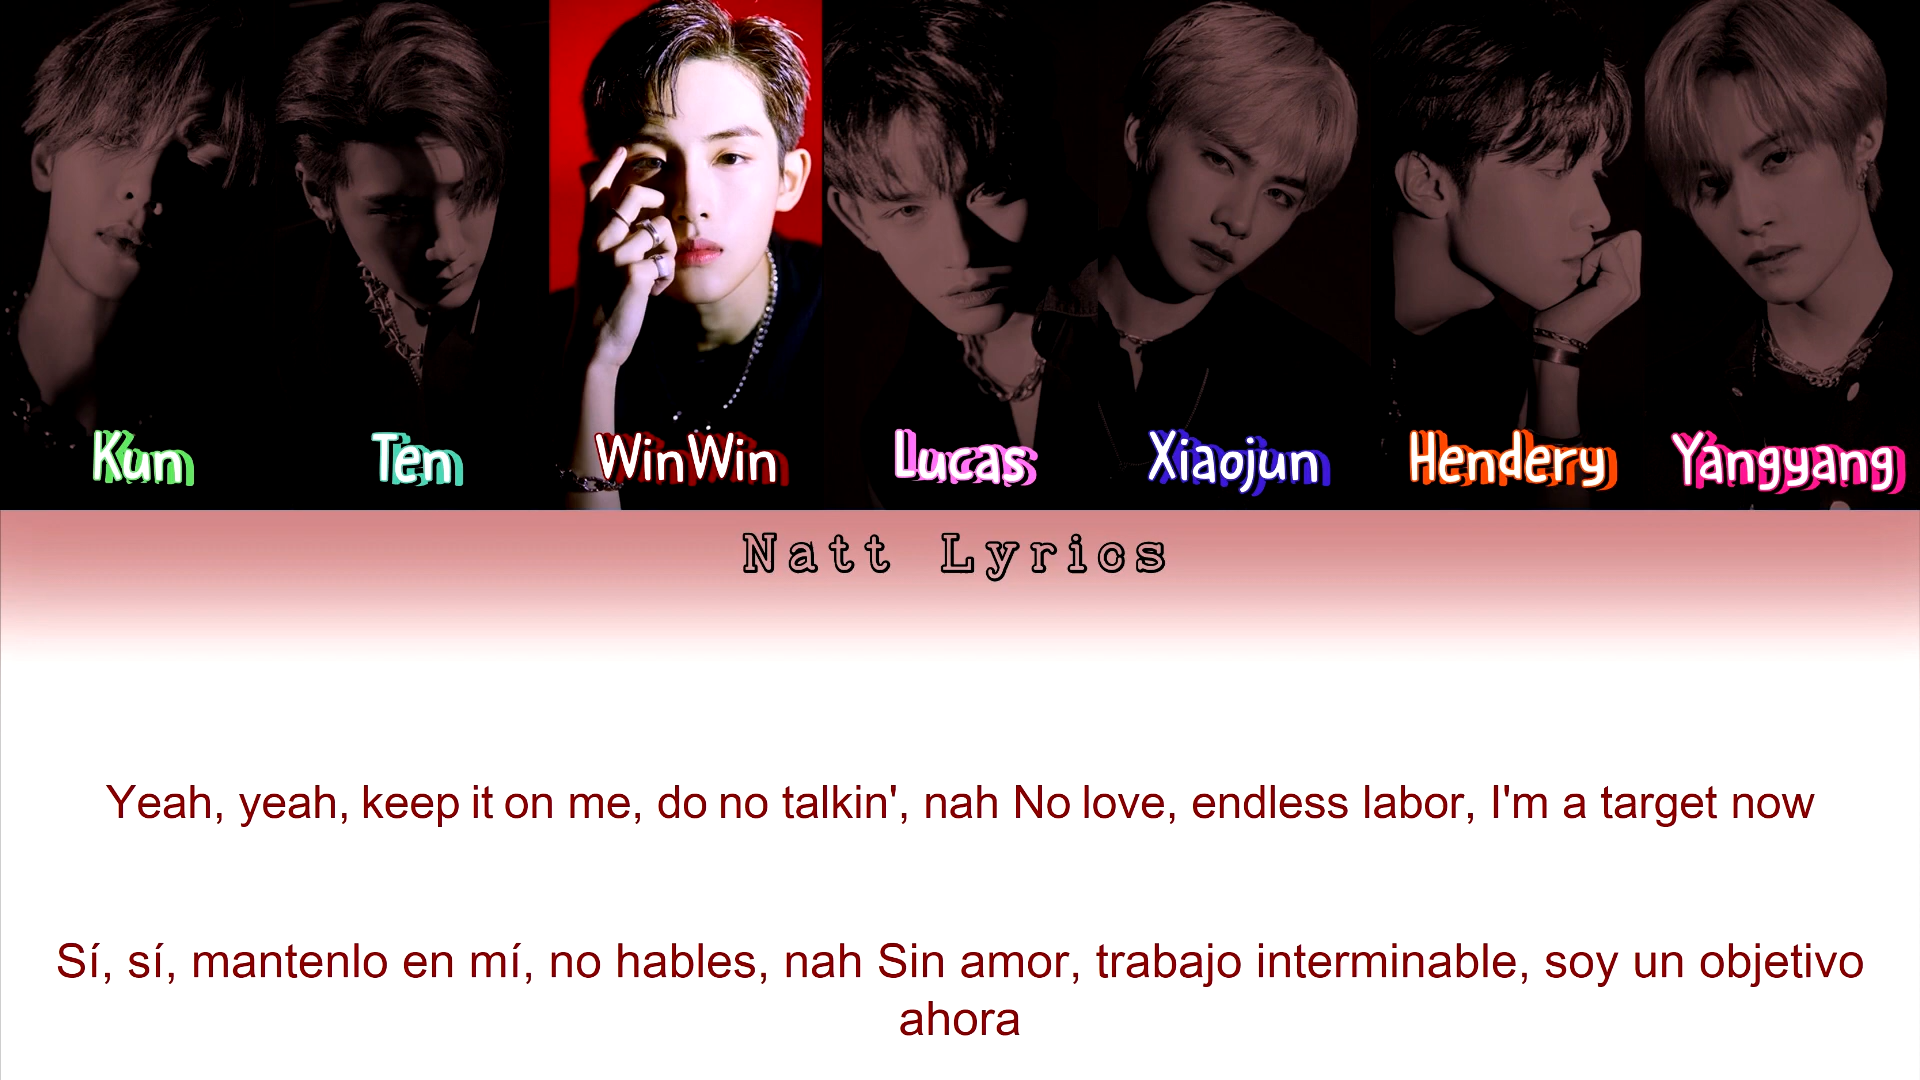 Kun Ten WinWin Lucas Xiaojun Hendery Yangyang
Natt Lyrics
Yeah, yeah, keep it on me, do no talkin', nah No love, endless labor, I'm a target now
Sí, sí, mantenlo en mí, no hables, nah Sin amor, trabajo interminable, soy un objetivo
ahora